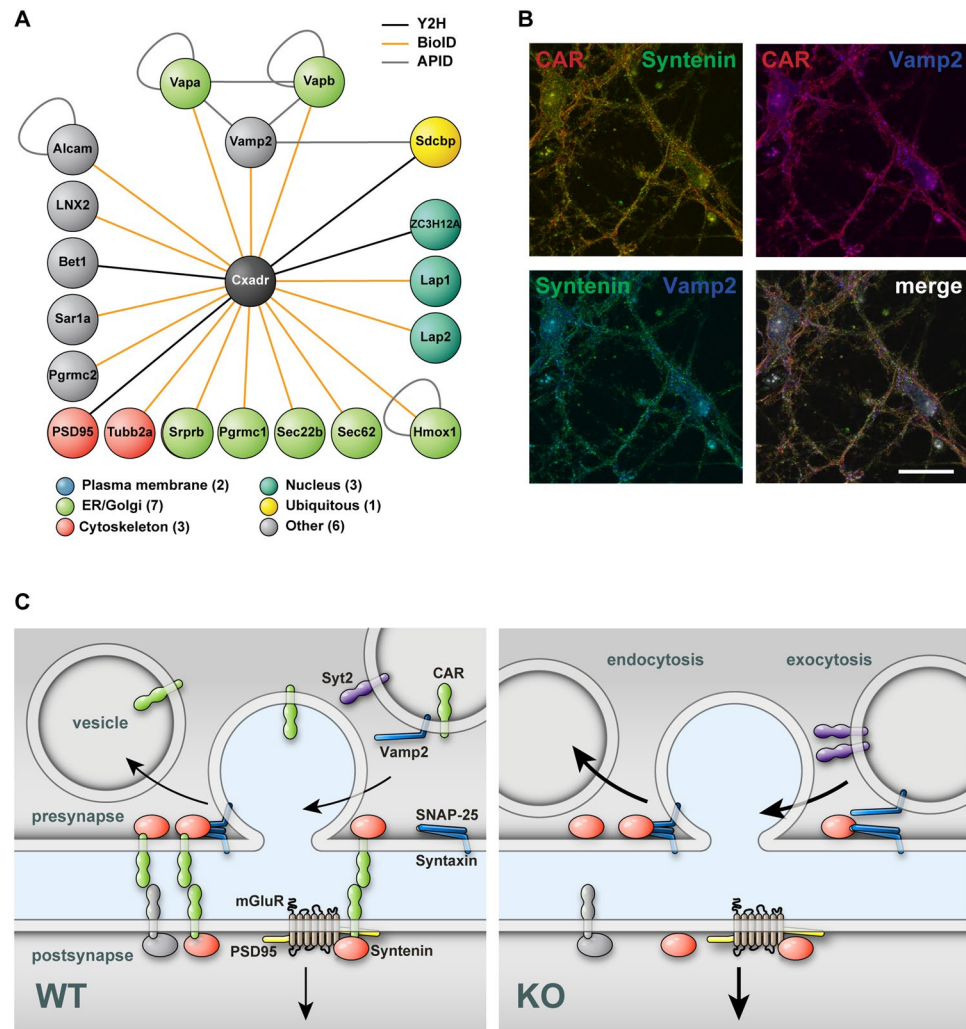 A
Y2H
BioID
APID
Vapa
Vapb
Vamp2
Sdcbp
Alcam
LNX2
Bet1
Sar1a
Pgrmc2
Cxadr
ZC3H12A
Lap1
Lap2
PSD95
Tubb2a
Srprb
Pgrmc1
Sec22b
Sec62
Hmox1
Plasma membrane (2)
ER/Golgi (7)
Cytoskeleton (3)
Nucleus (3)
Ubiquitous (1)
Other (6)
B
CAR Syntenin
CAR Vamp2
Syntenin Vamp2
merge
C
vesicle
Syt2
CAR
Vamp2
presynapse
SNAP-25
Syntaxin
mGluR
PSD95
Syntenin
postsynapse
WT
endocytosis
exocytosis
KO